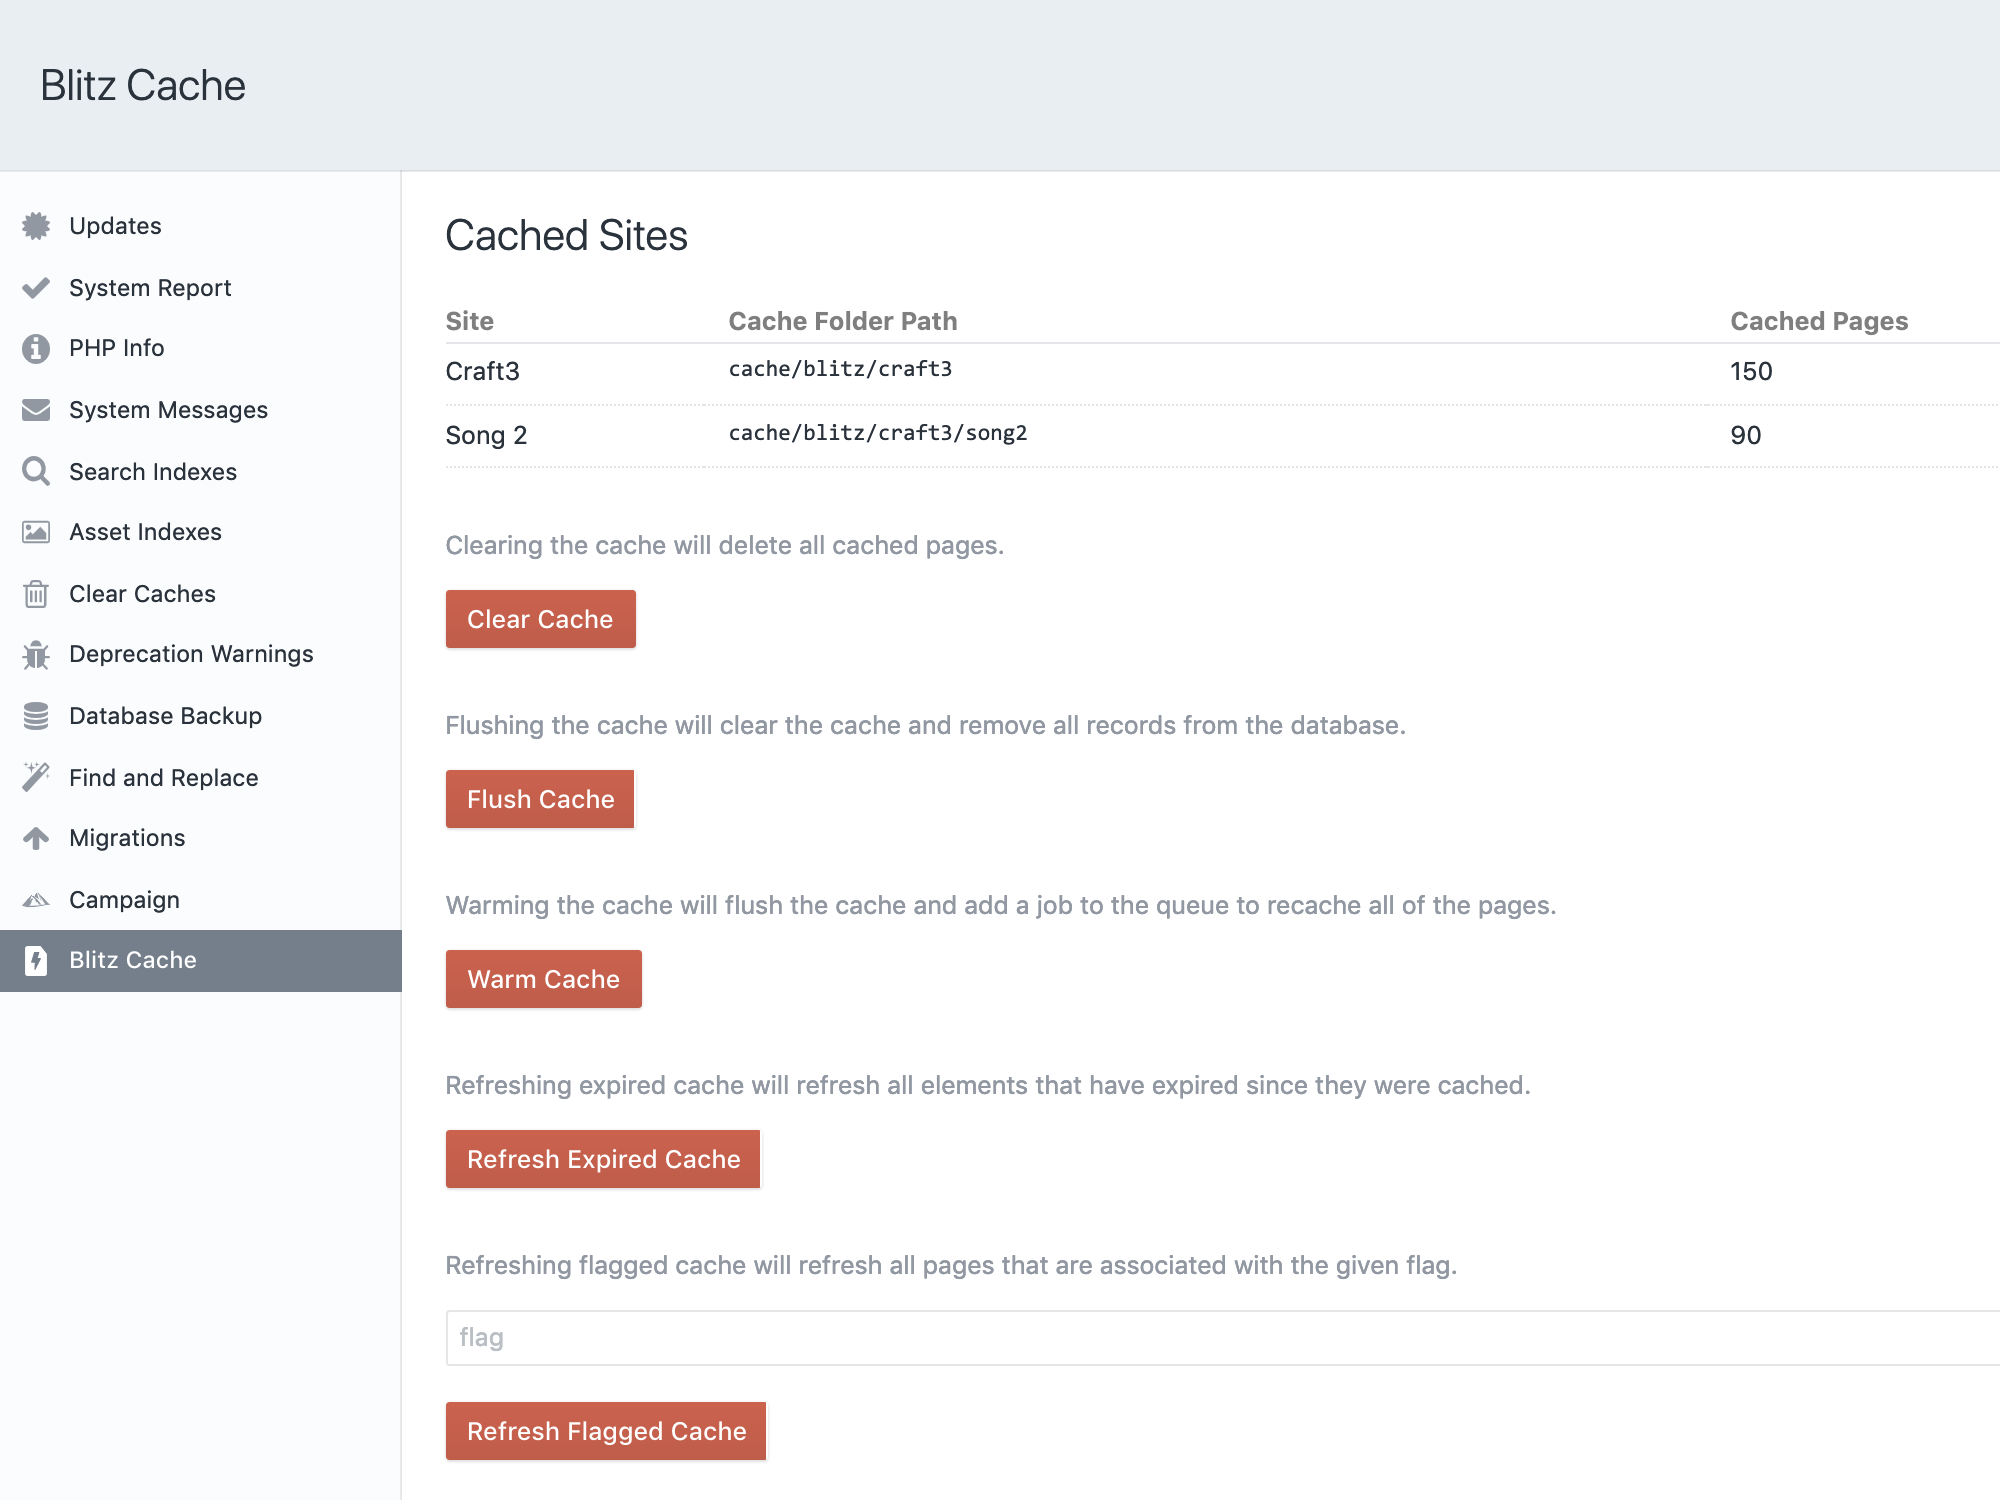 Blitz Cache
Updates
System Report
PHP Info
System Messages
Search Indexes
Asset Indexes
Clear Caches
Deprecation Warnings
Database Backup
Find and Replace
Migrations
Campaign
Blitz Cache
Cached Sites
Site Cache Folder Path Cached Pages
Craft3 cache/blitz/craft3 150
Song 2 cache/blitz/craft3/song2 90
Clearing the cache will delete all cached pages.
Clear Cache
Flushing the cache will clear the cache and remove all records from the database.
Flush Cache
Warming the cache will flush the cache and add a job to the queue to recache all of the pages.
Warm Cache
Refreshing expired cache will refresh all elements that have expired since they were cached.
Refresh Expired Cache
Refreshing flagged cache will refresh all pages that are associated with the given flag.
flag
Refresh Flagged Cache